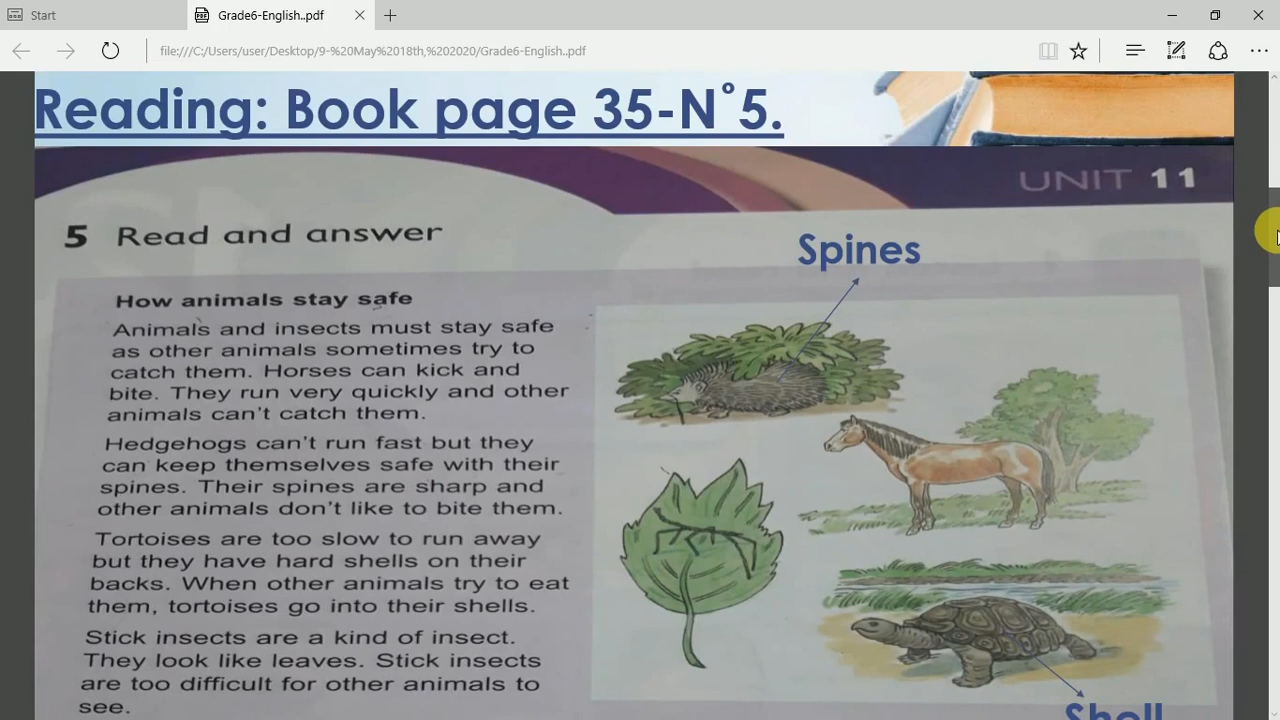 Start
Grade6-English..pdf
file:///C:/Users/user/Desktop/9-%20May%2018th,%202020/Grade6-English..pdf
Reading: Book page 35-N°5.
UNIT 11
5 Read and answer
Spines
How animals stay safe
Animals and insects must stay safe
as other animals sometimes try to
catch them. Horses can kick and
bite. They run very quickly and other
animals can't catch them.
Hedgehogs can't run fast but they
can keep themselves safe with their
spines. Their spines are sharp and
other animals don't like to bite them.
Tortoises are too slow to run away
but they have hard shells on their
backs. When other animals try to eat
them, tortoises go into their shells.
Stick insects are a kind of insect.
They look like leaves. Stick insects
are too difficult for other animals to
see.
Shell